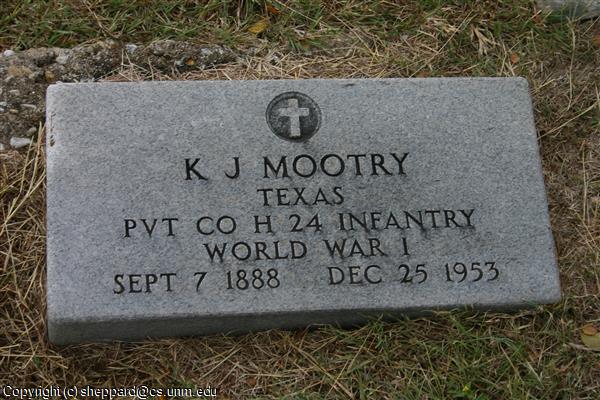 K J MOOTRY
TEXAS
PVT CO H 24 INFANTRY
WORLD WAR I
SEPT 7 1888 DEC 25 1953
Copyright (c) sheppard@cs.unm.edu